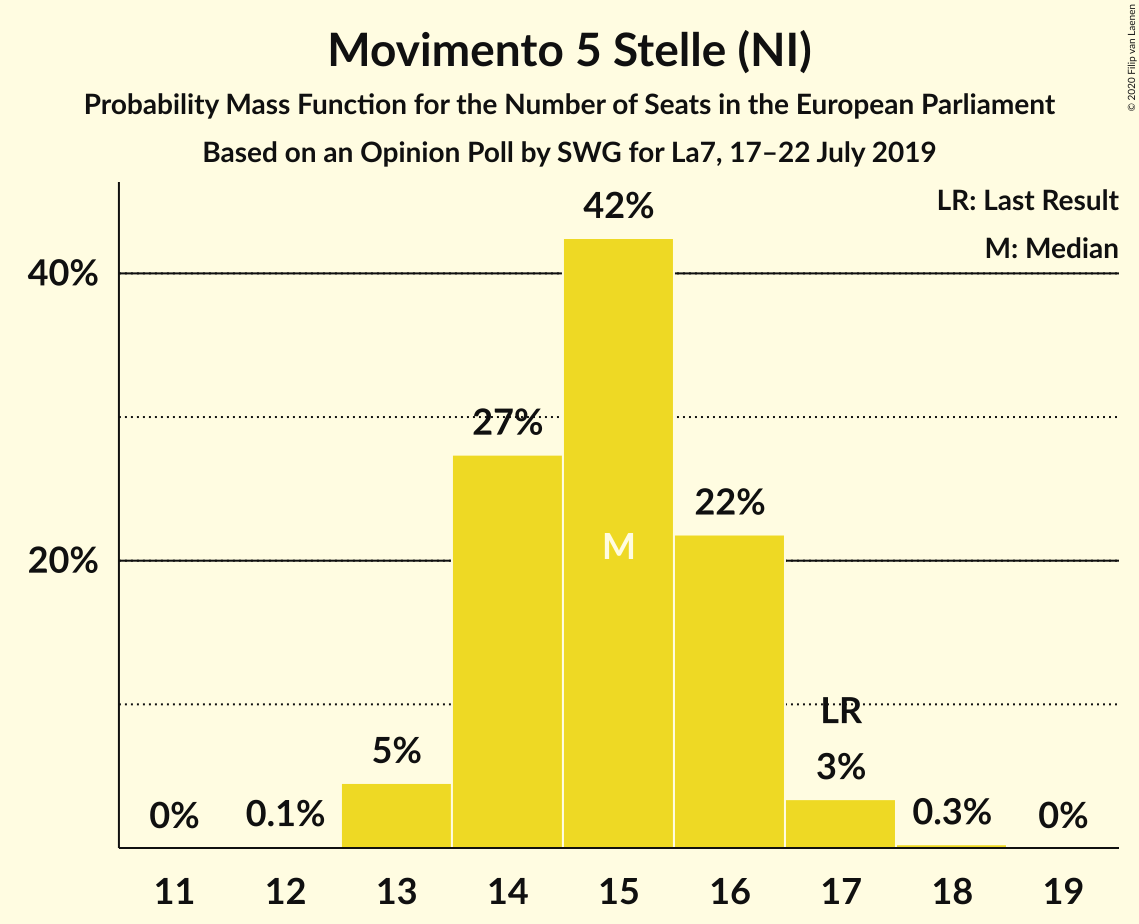 Movimento 5 Stelle (NI)
Probability Mass Function for the Number of Seats in the European Parliament
Based on an Opinion Poll by SWG for La7, 17–22 July 2019
© 2020 Filip van Laenen
LR: Last Result
M: Median
40%
20%
0%
0.1%
5%
27%
42%
M
22%
LR
3%
0.3%
0%
11 12 13 14 15 16 17 18 19